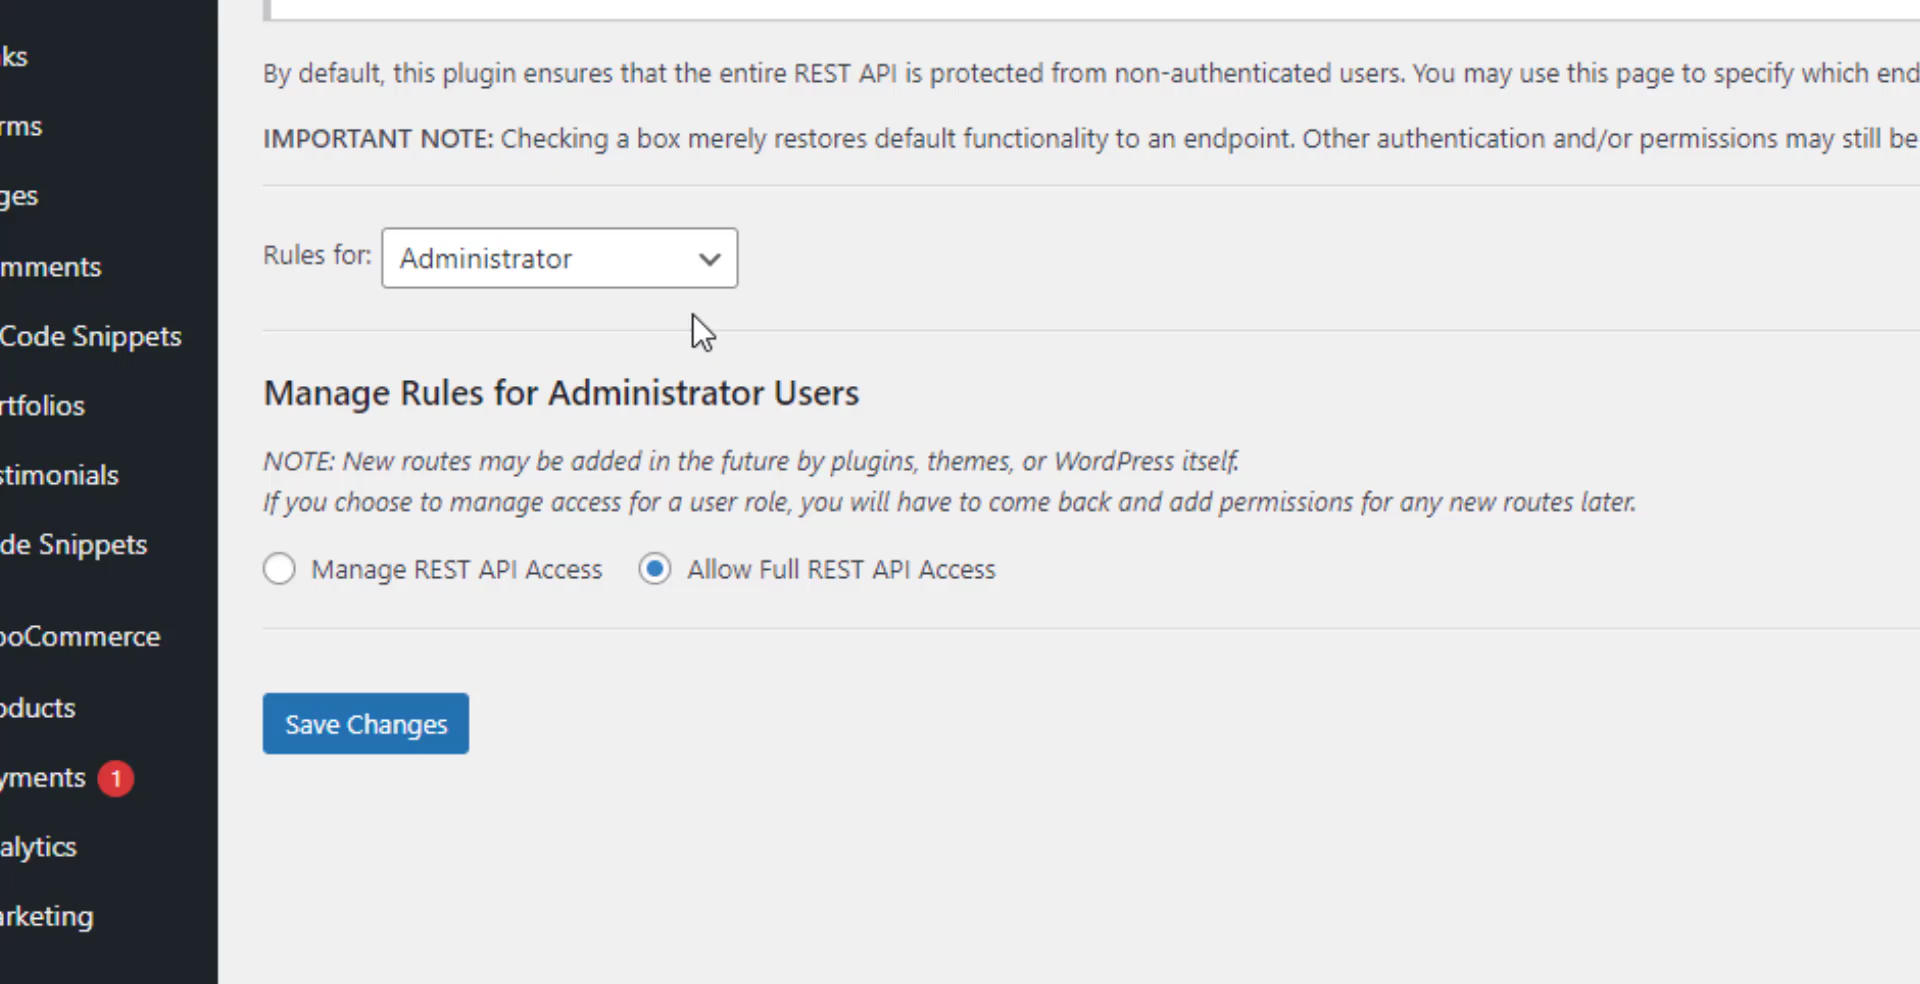 ks
rms
ges
mments
Code Snippets
rtfolios
stimonials
de Snippets
ooCommerce
oducts
yments 1
alytics
arketing
By default, this plugin ensures that the entire REST API is protected from non-authenticated users. You may use this page to specify which end
IMPORTANT NOTE: Checking a box merely restores default functionality to an endpoint. Other authentication and/or permissions may still be
Rules for: Administrator
Manage Rules for Administrator Users
NOTE: New routes may be added in the future by plugins, themes, or WordPress itself.
If you choose to manage access for a user role, you will have to come back and add permissions for any new routes later.
Manage REST API Access Allow Full REST API Access
Save Changes